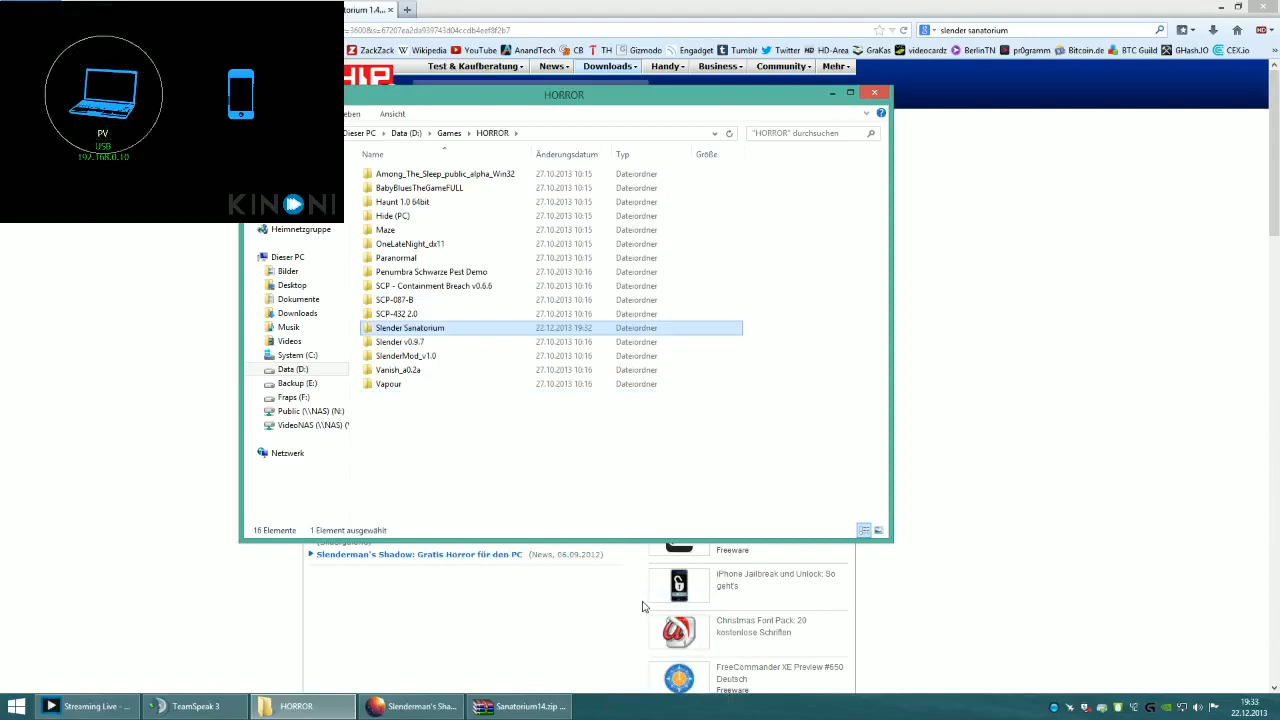 torium 1.4...
=3600&s=67207ea2da939743d04ccdb4eef8f2bf
slender sanatorium
ZackZack
Wikipedia
YouTube
AnandTech
CB
TH
Gizmodo
Engadget
Tumblr
Twitter
HD-Area
GraKas
videocardz
BerlinTN
pr0gramm
Bitcoin.de
BTC Guild
GHash.IO
CEX.io
Test & Kaufberatung
News
Downloads
Handy
Business
Community
Mehr
PV
USB
192.168.0.10
KINONI
HORROR
eben
Ansicht
Dieser PC
Data (D:)
Games
HORROR
"HORROR" durchsuchen
Name
Änderungsdatum
Typ
Größe
Among_The_Sleep_public_alpha_Win32 27.10.2013 10:15 Dateiordner
BabyBluesTheGameFULL 27.10.2013 10:15 Dateiordner
Haunt 1.0 64bit 27.10.2013 10:15 Dateiordner
Hide (PC) 27.10.2013 10:15 Dateiordner
Maze 27.10.2013 10:15 Dateiordner
OneLateNight_dx11 27.10.2013 10:15 Dateiordner
Paranormal 27.10.2013 10:15 Dateiordner
Penumbra Schwarze Pest Demo 27.10.2013 10:16 Dateiordner
SCP - Containment Breach v0.6.6 27.10.2013 10:16 Dateiordner
SCP-087-B 27.10.2013 10:16 Dateiordner
SCP-432 2.0 27.10.2013 10:16 Dateiordner
Slender Sanatorium 22.12.2013 19:32 Dateiordner
Slender v0.9.7 27.10.2013 10:16 Dateiordner
SlenderMod_v1.0 27.10.2013 10:16 Dateiordner
Vanish_a0.2a 27.10.2013 10:16 Dateiordner
Vapour 27.10.2013 10:16 Dateiordner
Heimnetzgruppe
Dieser PC
Bilder
Desktop
Dokumente
Downloads
Musik
Videos
System (C:)
Data (D:)
Backup (E:)
Fraps (F:)
Public (\\NAS) (N:)
VideoNAS (\\NAS) (V
Netzwerk
16 Elemente
1 Element ausgewählt
Slenderman's Shadow: Gratis Horror für den PC (News, 06.09.2012)
Freeware
iPhone Jailbreak und Unlock: So
geht's
Christmas Font Pack: 20
kostenlose Schriften
FreeCommander XE Preview #650
Deutsch
Freeware
Streaming Live - ...
TeamSpeak 3
HORROR
Slenderman's Sha...
Sanatorium14.zip ...
19:33
22.12.2013